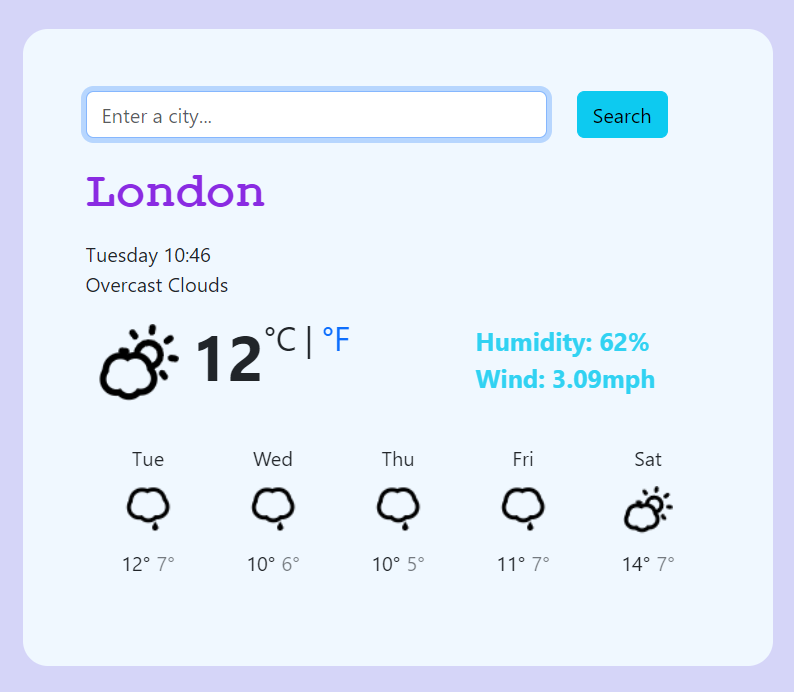 Enter a city...
Search
London
Tuesday 10:46
Overcast Clouds
12°C | °F
Humidity: 62%
Wind: 3.09mph
Tue Wed Thu Fri Sat
12° 7° 10° 6° 10° 5° 11° 7° 14° 7°